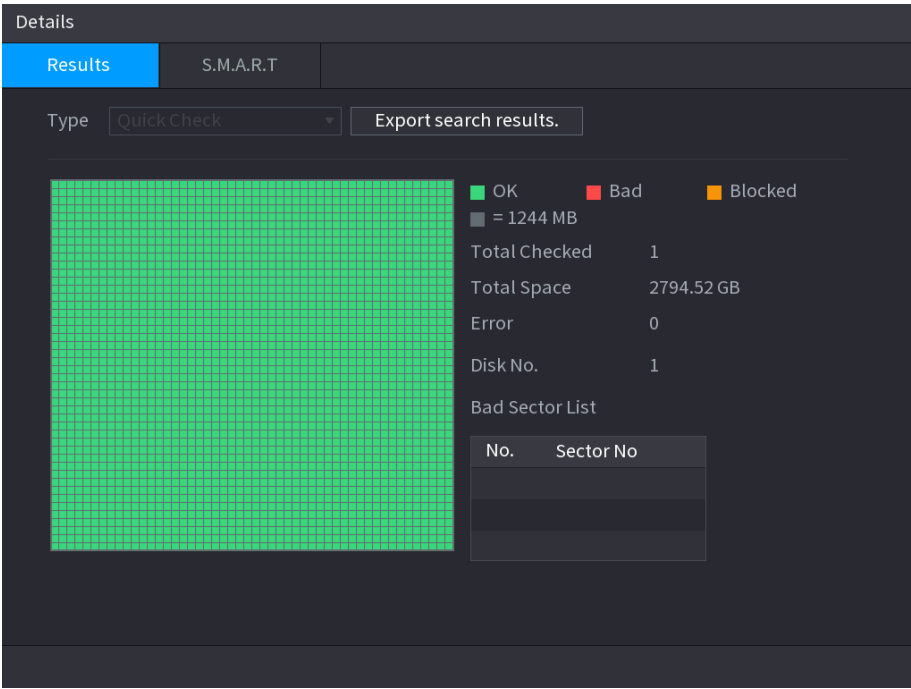 Details
Results
S.M.A.R.T
Type
Quick Check
Export search results.
OK
Bad
Blocked
= 1244 MB
Total Checked 1
Total Space 2794.52 GB
Error 0
Disk No. 1
Bad Sector List
No. Sector No